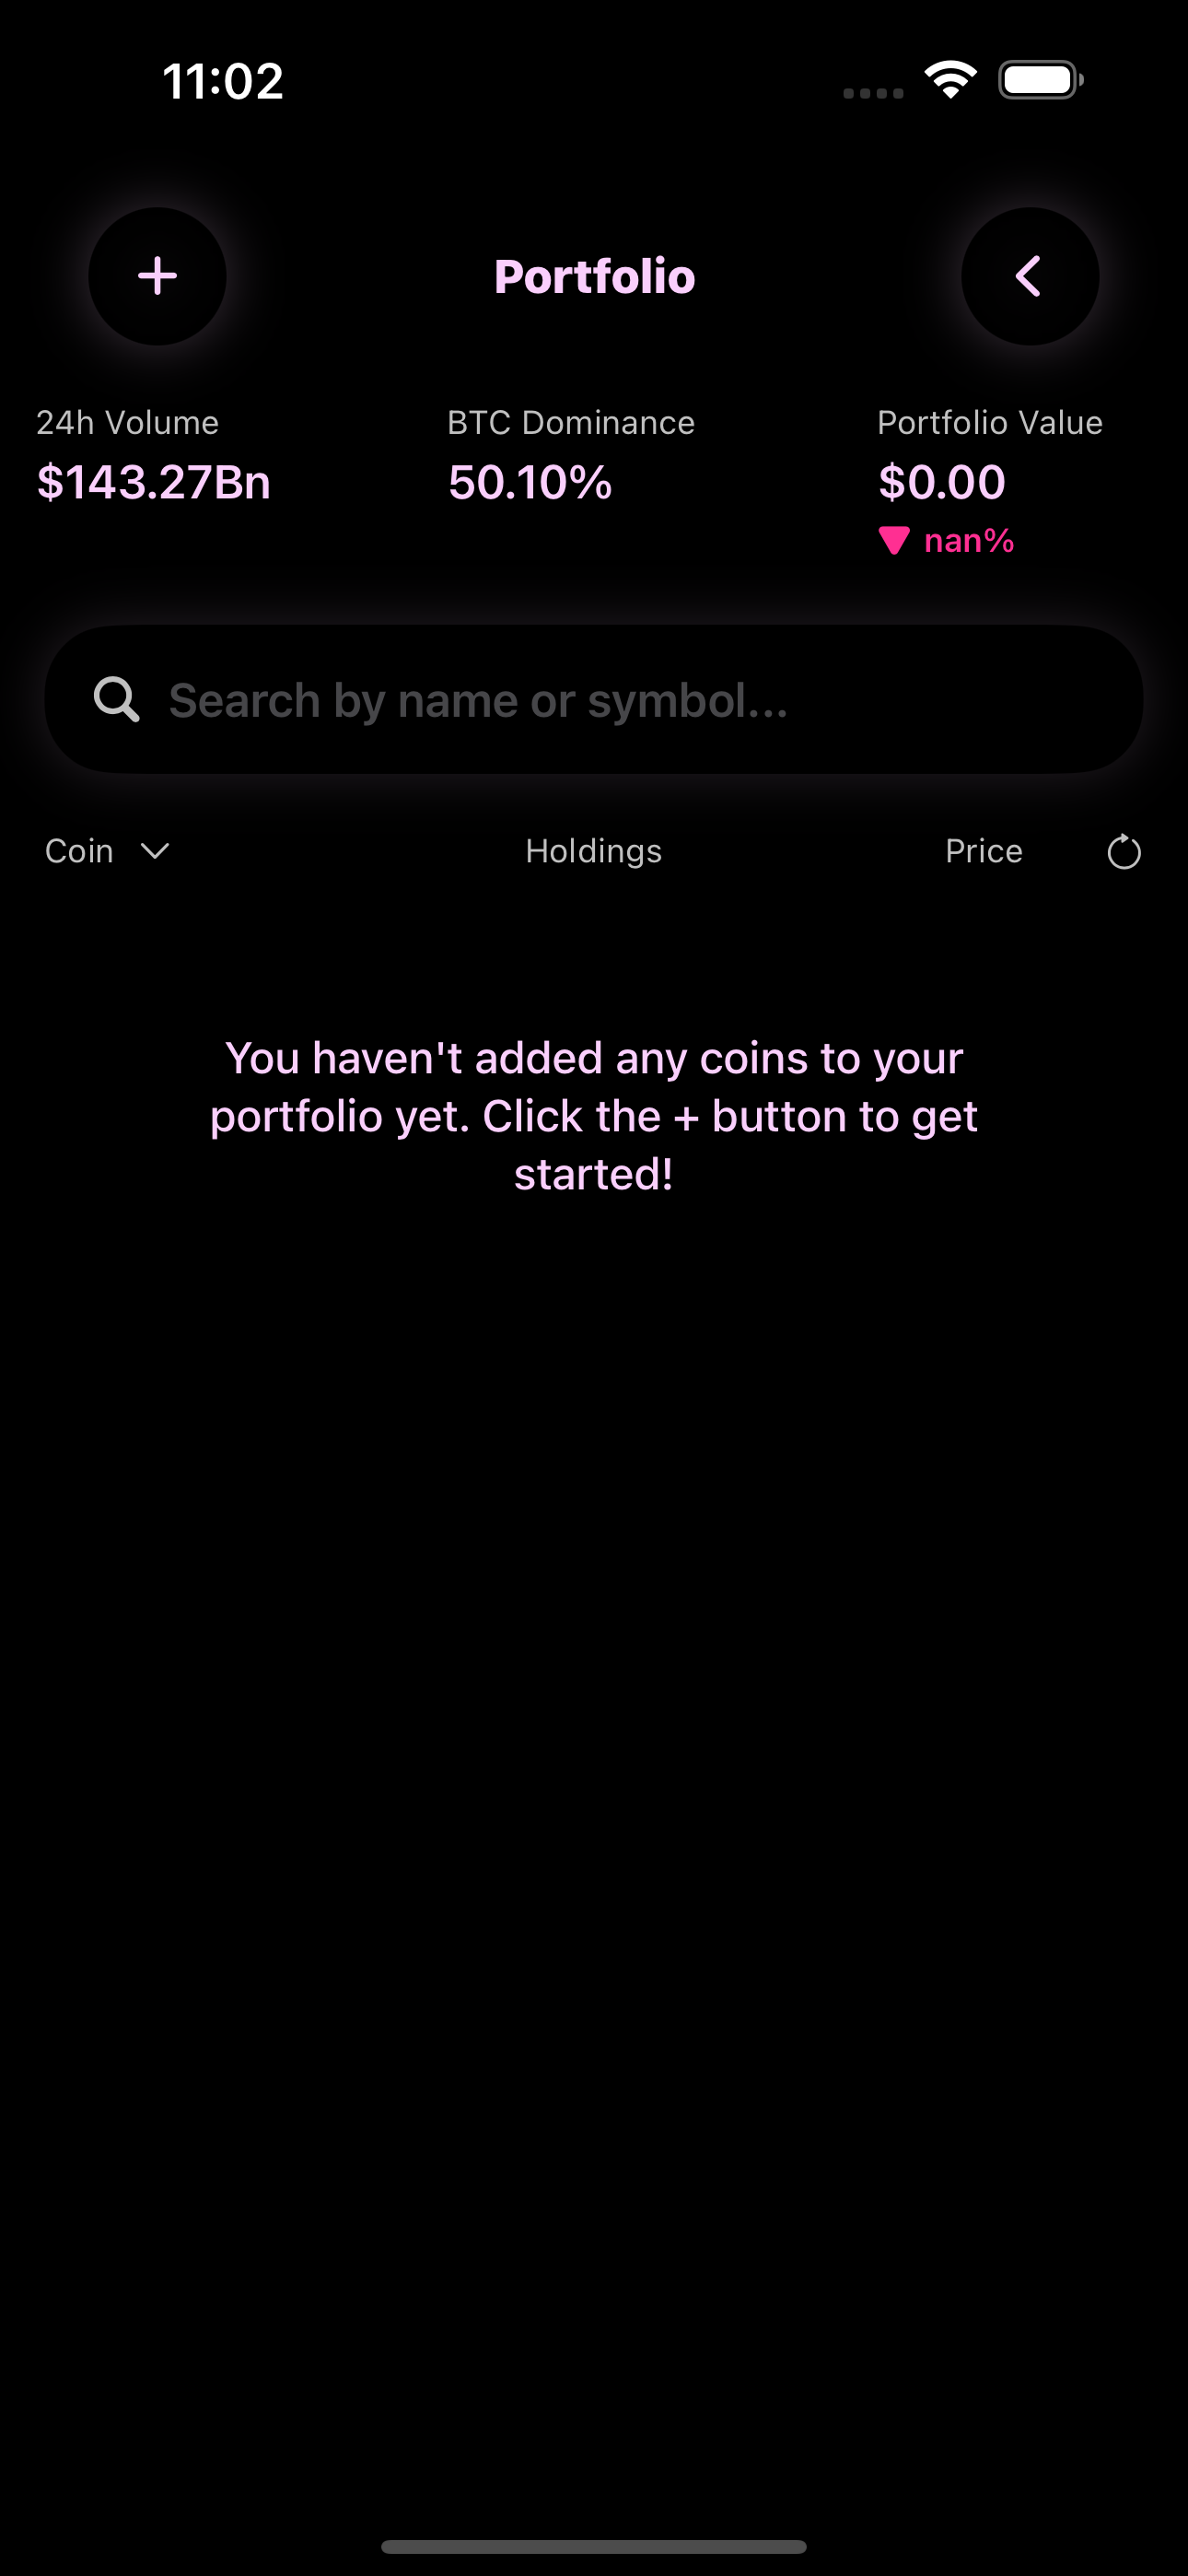 11:02
Portfolio
24h Volume
$143.27Bn
BTC Dominance
50.10%
Portfolio Value
$0.00
nan%
Search by name or symbol...
Coin
Holdings
Price
You haven't added any coins to your
portfolio yet. Click the + button to get
started!